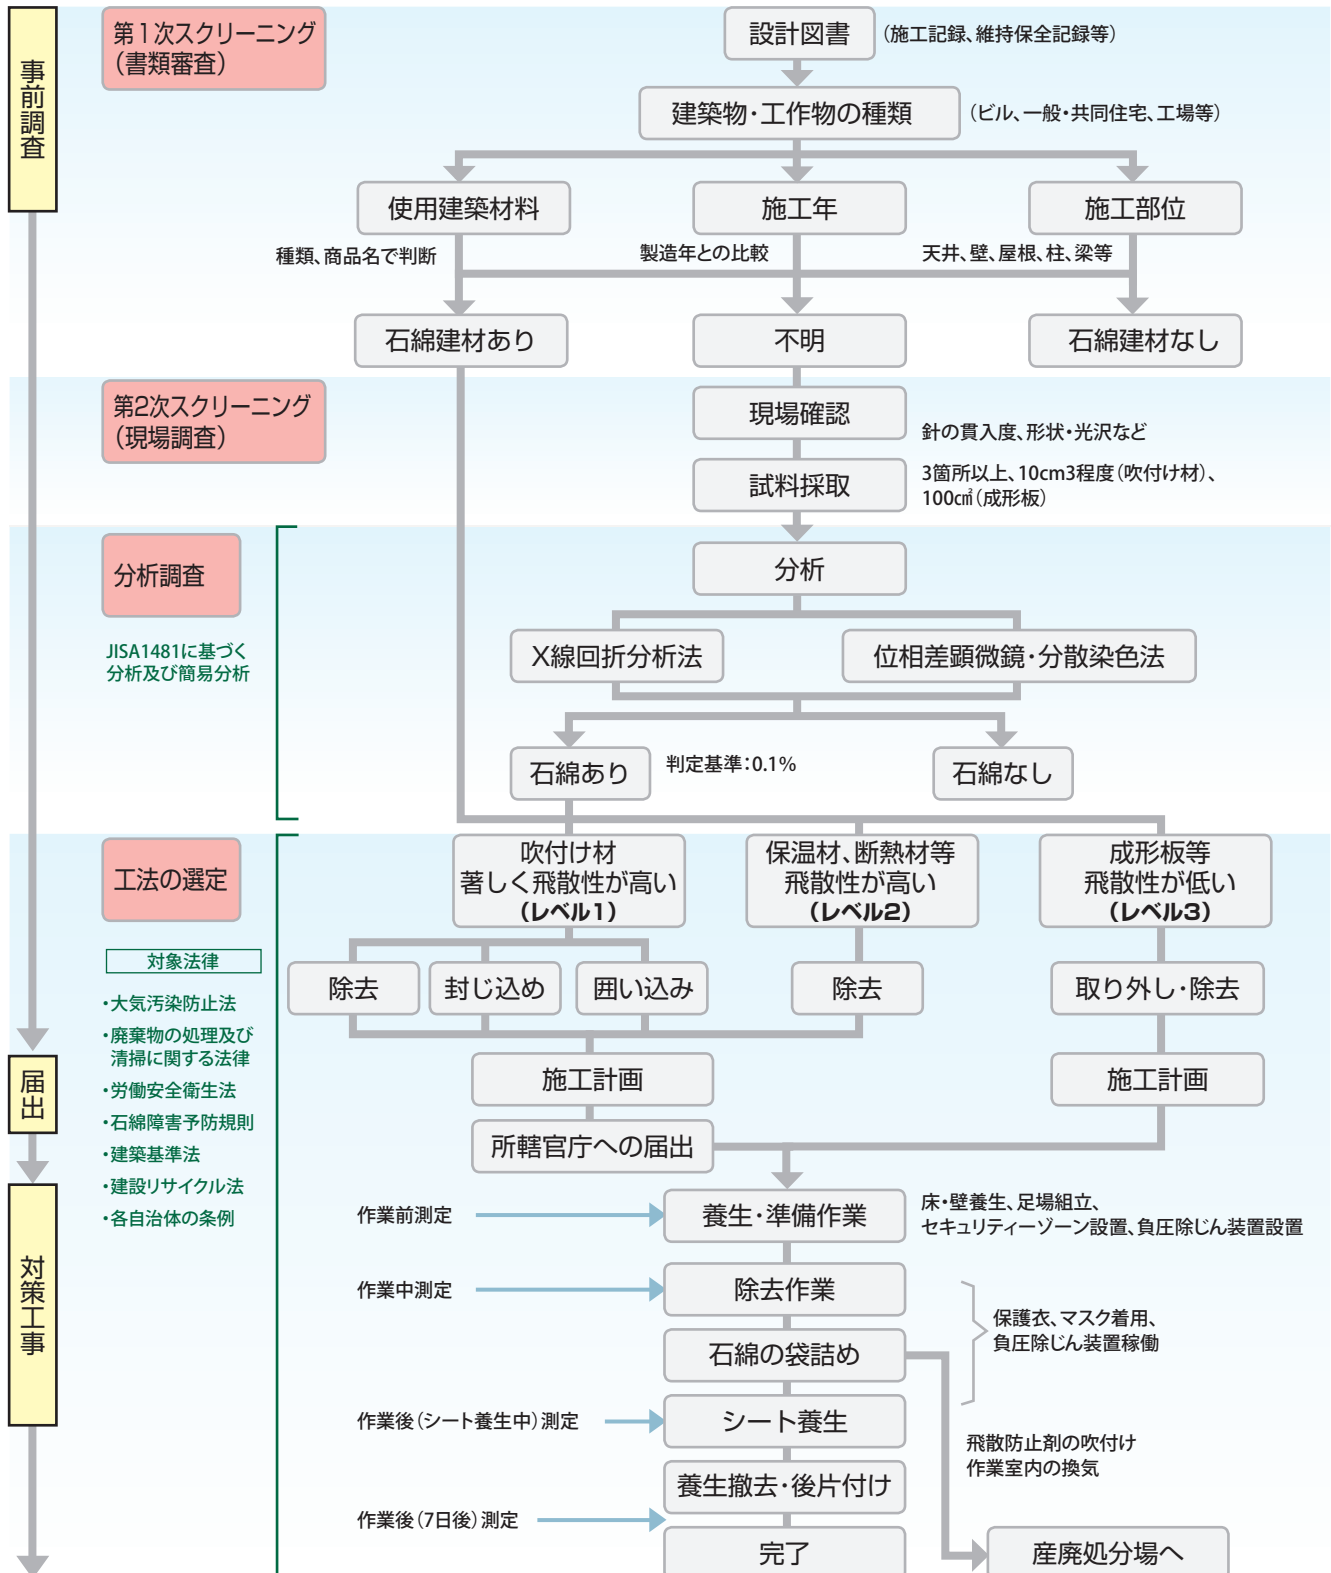 事前調査
第1次スクリーニング
（書類審査）
設計図書
（施工記録、維持保全記録等）
建築物・工作物の種類
（ビル、一般・共同住宅、工場等）
使用建築材料
施工年
施工部位
種類、商品名で判断
製造年との比較
天井、壁、屋根、柱、梁等
石綿建材あり
不明
石綿建材なし
第2次スクリーニング
（現場調査）
現場確認
針の貫入度、形状・光沢など
試料採取
3箇所以上、10cm3程度（吹付け材）、
100c㎡（成形板）
分析調査
JISA1481に基づく
分析及び簡易分析
分析
X線回折分析法
位相差顕微鏡・分散染色法
石綿あり
判定基準：0.1%
石綿なし
工法の選定
吹付け材
著しく飛散性が高い
（レベル1）
保温材、断熱材等
飛散性が高い
（レベル2）
成形板等
飛散性が低い
（レベル3）
対象法律
・大気汚染防止法
・廃棄物の処理及び
清掃に関する法律
・労働安全衛生法
・石綿障害予防規則
・建築基準法
・建設リサイクル法
・各自治体の条例
除去
封じ込め
囲い込み
除去
取り外し・除去
届出
施工計画
施工計画
所轄官庁への届出
対策工事
作業前測定
養生・準備作業
床・壁養生、足場組立、
セキュリティーゾーン設置、負圧除じん装置設置
作業中測定
除去作業
保護衣、マスク着用、
負圧除じん装置稼働
石綿の袋詰め
作業後（シート養生中）測定
シート養生
飛散防止剤の吹付け
作業室内の換気
養生撤去・後片付け
作業後（7日後）測定
完了
産廃処分場へ